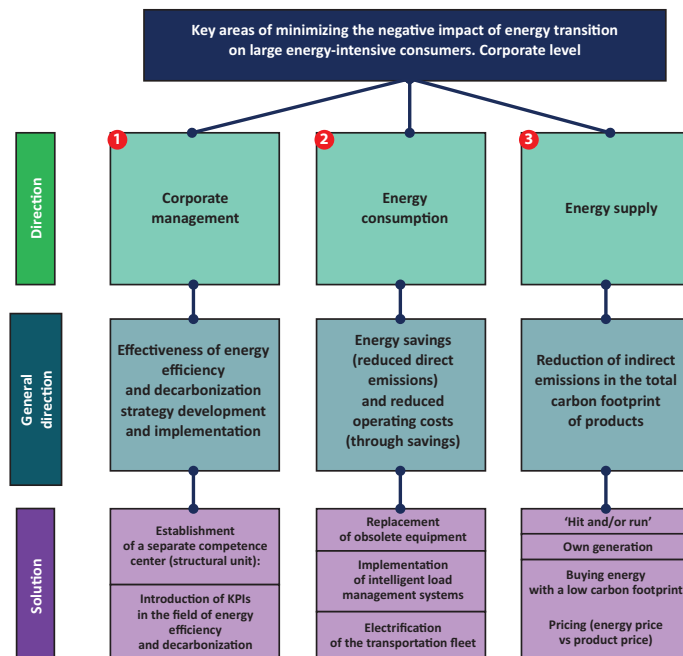 Key areas of minimizing the negative impact of energy transition
on large energy-intensive consumers. Corporate level
Direction
1
Corporate
management
2
Energy
consumption
3
Energy supply
General
direction
Effectiveness of energy
efficiency
and decarbonization
strategy development
and implementation
Energy savings
(reduced direct
emissions)
and reduced
operating costs
(through savings)
Reduction of indirect
emissions in the total
carbon footprint
of products
Solution
Establishment
of a separate competence
center (structural unit):
Introduction of KPIs
in the field of energy
efficiency
and decarbonization
Replacement
of obsolete equipment
Implementation
of intelligent load
management systems
Electrification
of the transportation fleet
‘Hit and/or run’
Own generation
Buying energy
with a low carbon footprint
Pricing (energy price
vs product price)